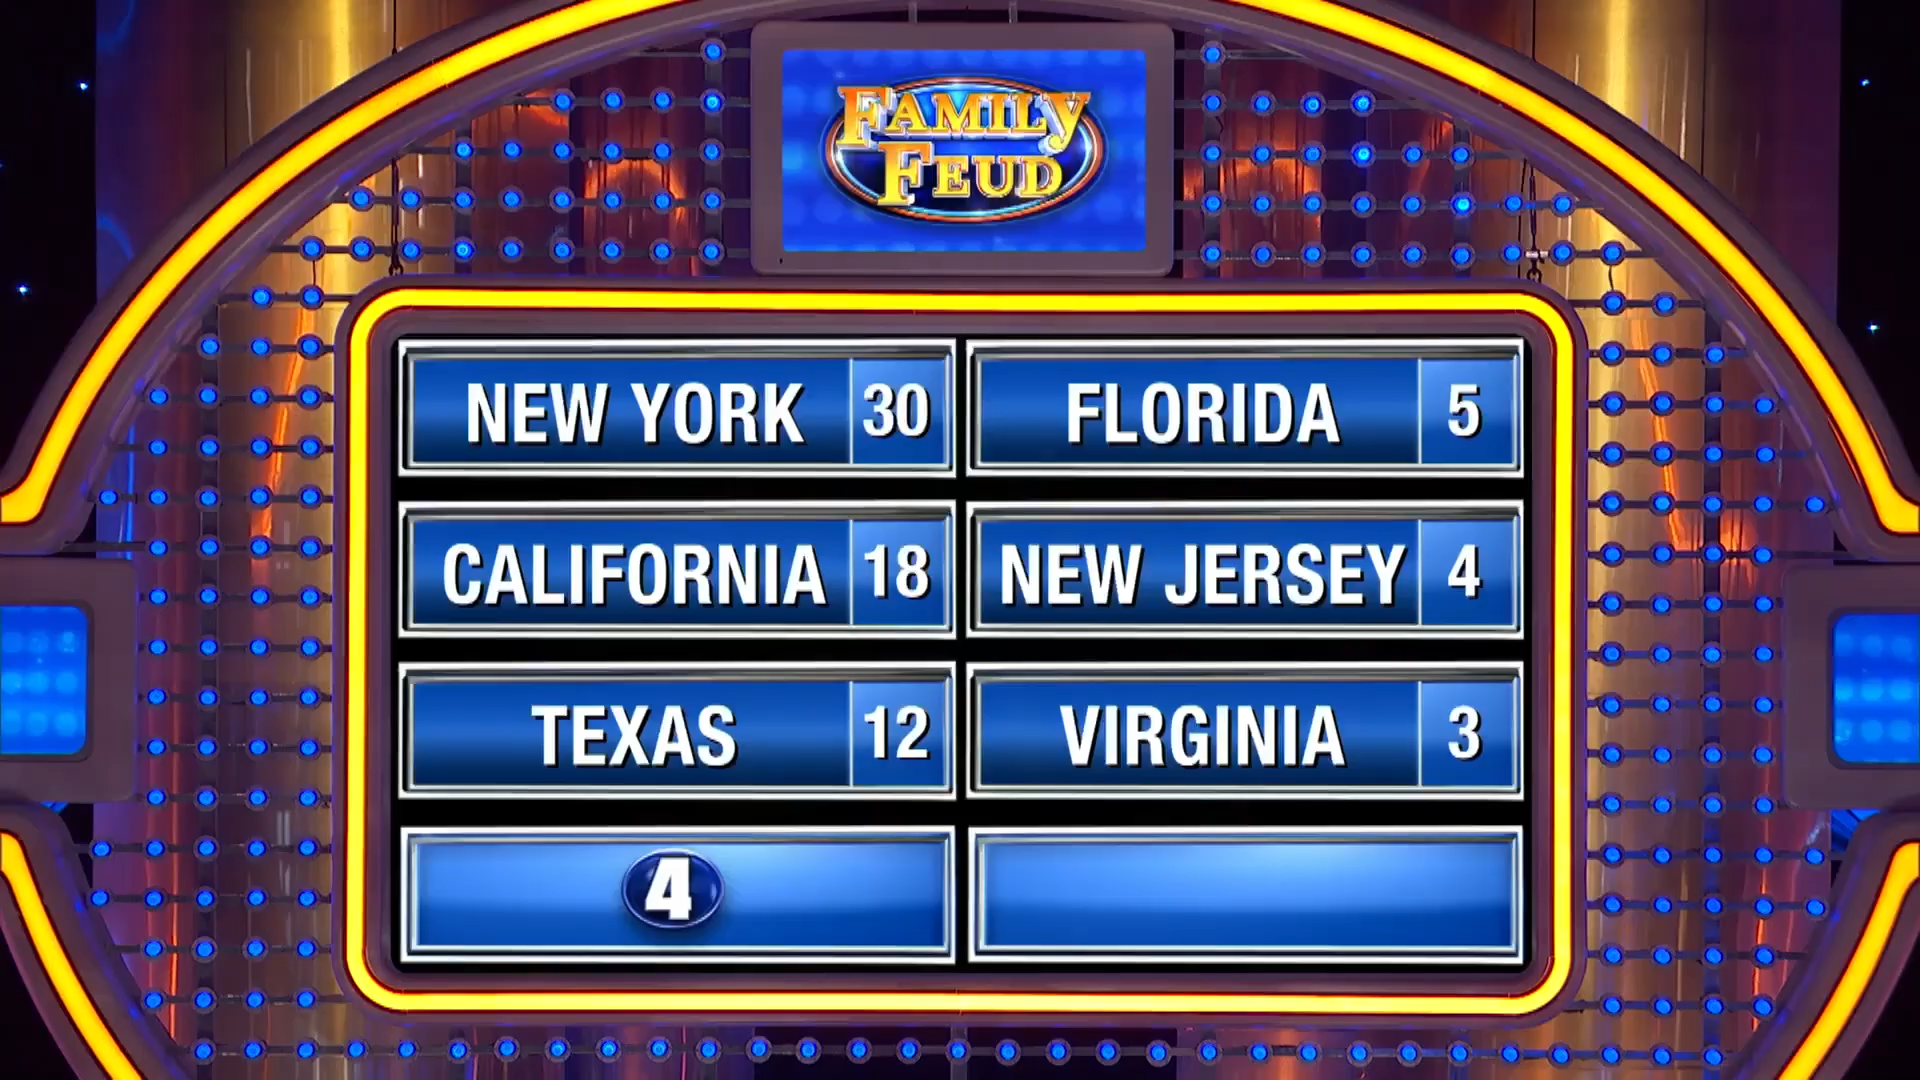 FAMILY
FEUD
NEW YORK 30
CALIFORNIA 18
TEXAS 12
4
FLORIDA 5
NEW JERSEY 4
VIRGINIA 3